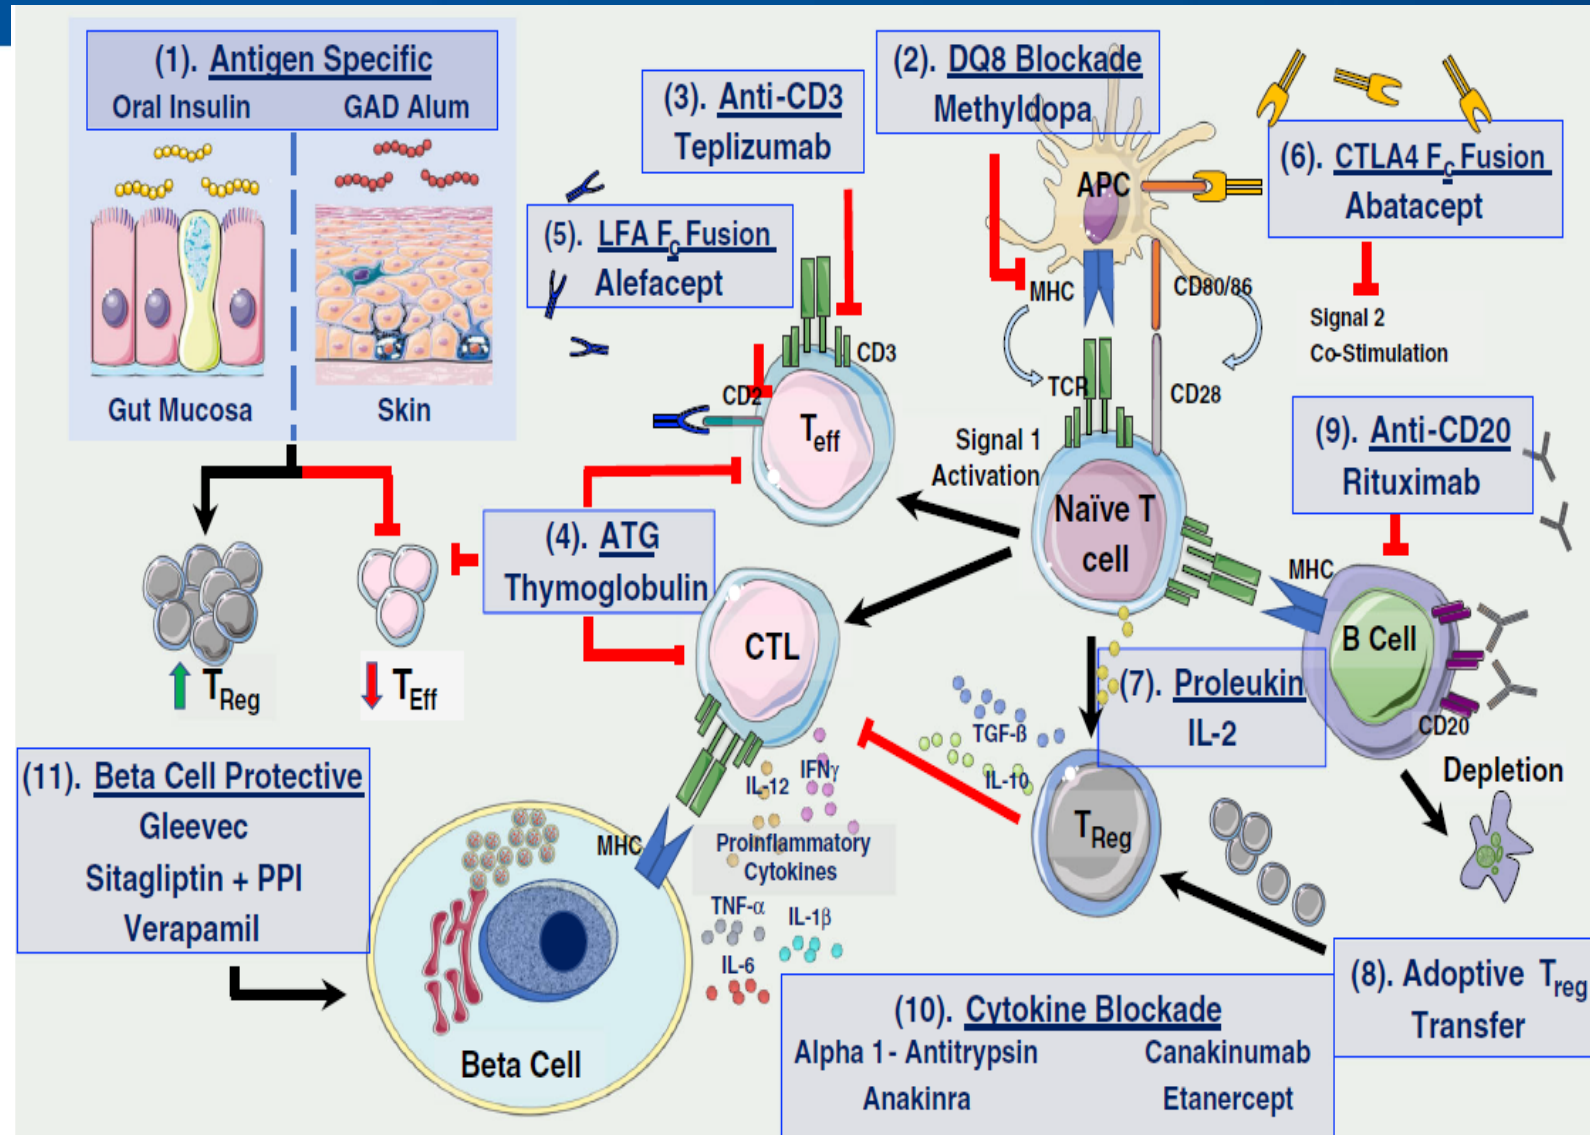 (1). Antigen Specific
Oral Insulin GAD Alum
Gut Mucosa Skin
(2). DQ8 Blockade
Methyldopa
(3). Anti-CD3
Teplizumab
(5). LFA Fc Fusion
Alefacept
(6). CTLA4 Fc Fusion
Abatacept
APC
MHC
CD80/86
Signal 2
Co-Stimulation
CD3
CD2
Teff
TCR
CD28
Signal 1
Activation
Naïve T
cell
(9). Anti-CD20
Rituximab
(4). ATG
Thymoglobulin
TReg
TEff
CTL
MHC
B Cell
CD20
Depletion
(7). Proleukin
IL-2
TGF-ß
IL-10
TReg
(11). Beta Cell Protective
Gleevec
Sitagliptin + PPI
Verapamil
MHC
IL-12
IFNγ
Proinflammatory
Cytokines
TNF-α
IL-1β
IL-6
Beta Cell
(8). Adoptive Treg
Transfer
(10). Cytokine Blockade
Alpha 1- Antitrypsin Canakinumab
Anakinra Etanercept